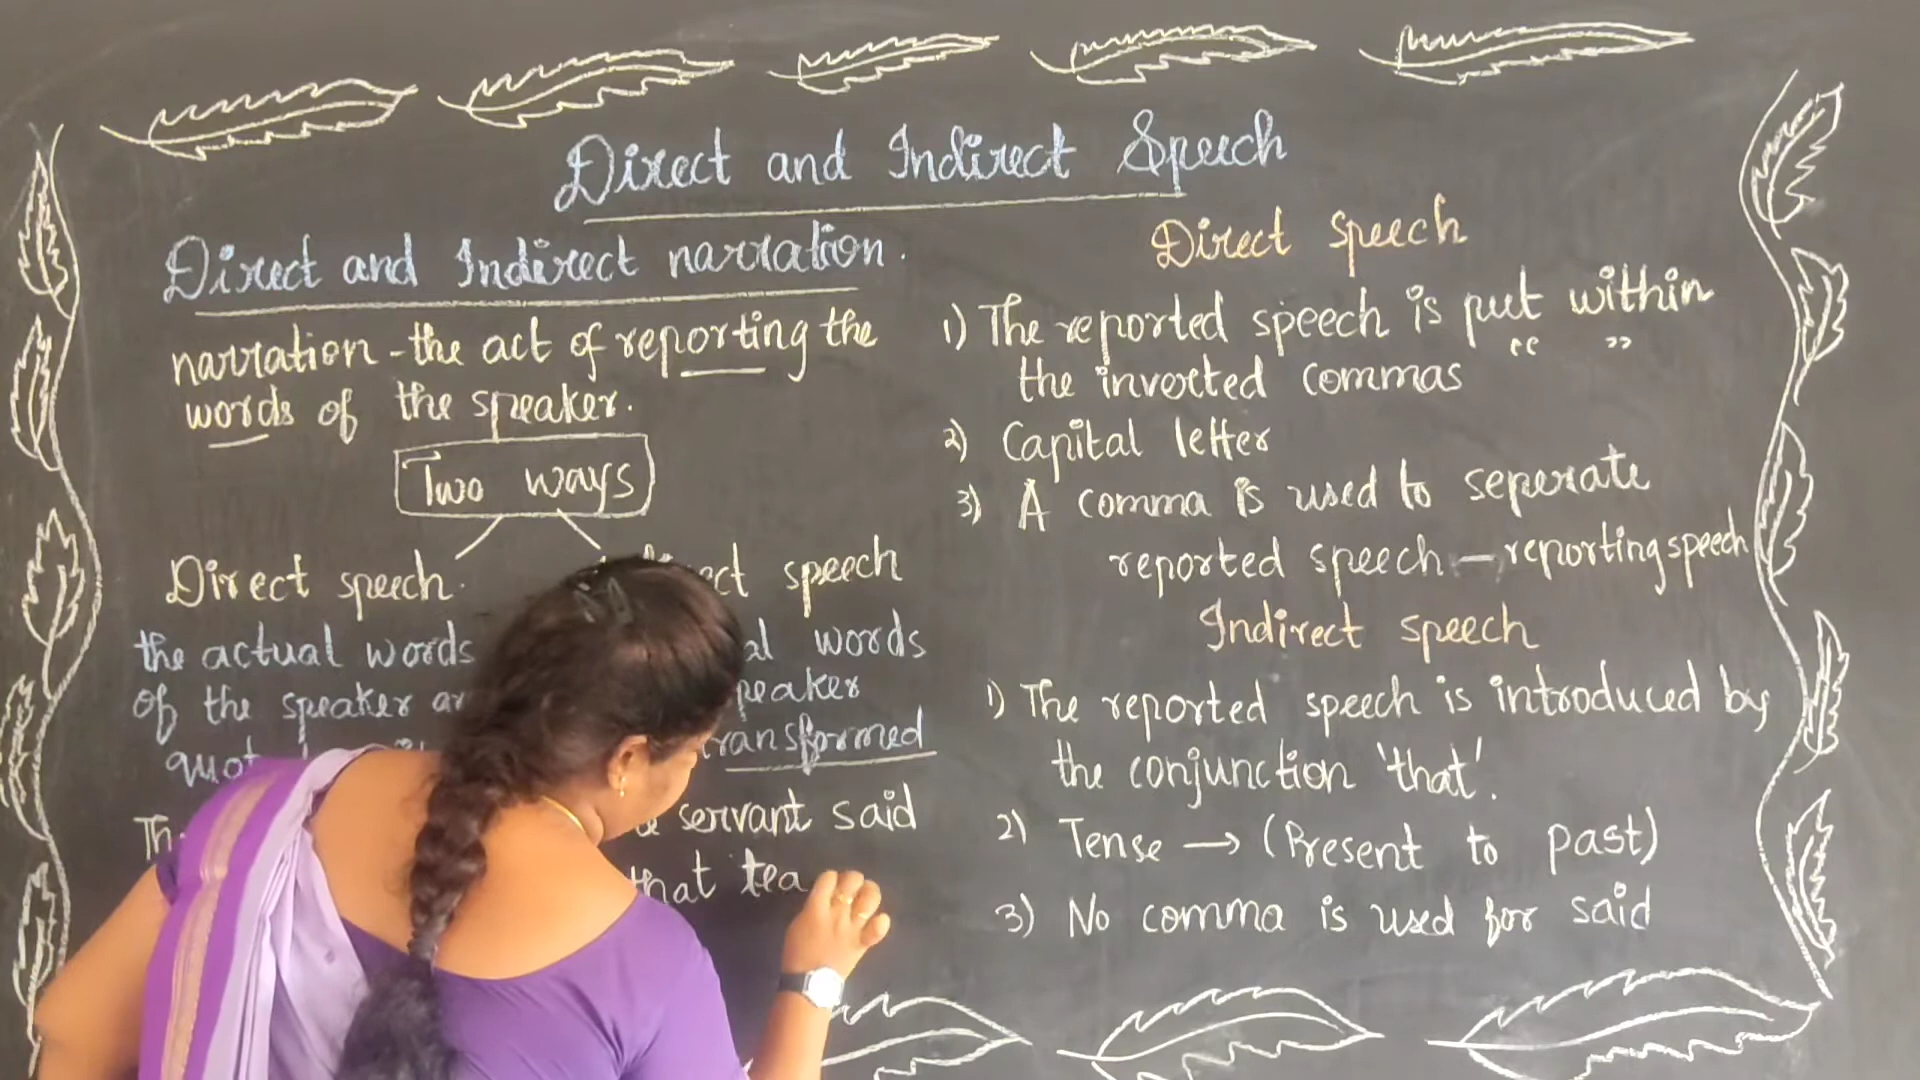 Direct and Indirect Speech
Direct and Indirect narration.
narration - the act of reporting the
words of the speaker.
Two ways
Direct speech.
the actual words
of the speaker
speech
words
transformed
servant said
that tea
Direct speech
1) The reported speech is put within
“ ”
the inverted commas
2) Capital letter
3) A comma is used to seperate
reported speech — reporting speech
Indirect speech
1) The reported speech is introduced by
the conjunction 'that'.
2) Tense → (Present to past)
3) No comma is used for said